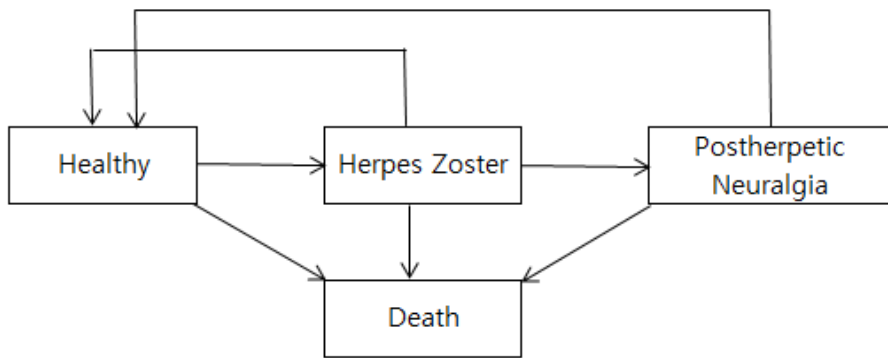 Healthy
Herpes Zoster
Postherpetic
Neuralgia
Death